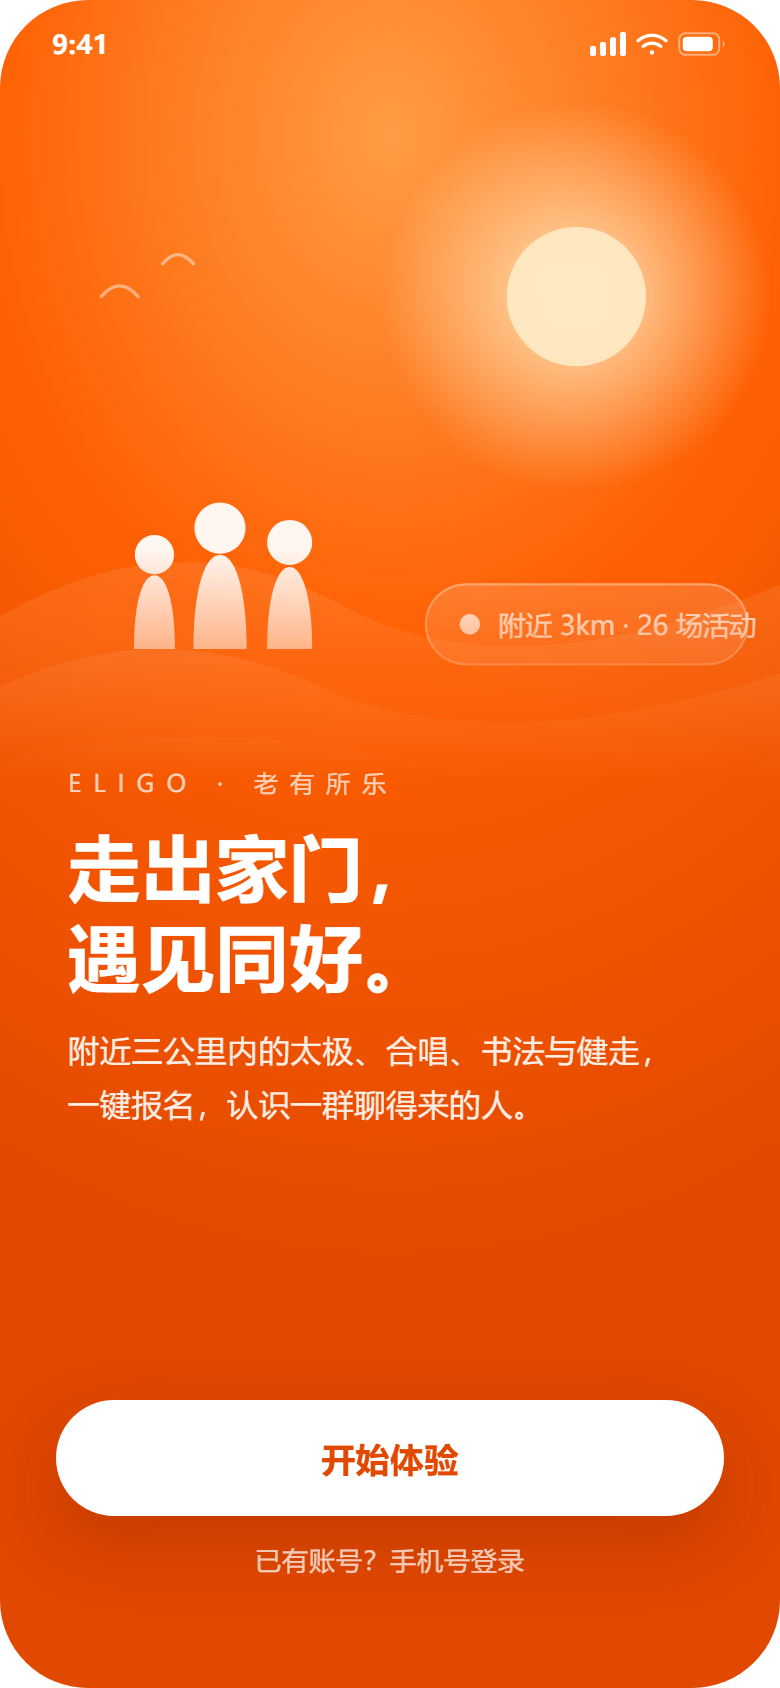 9:41
附近 3km · 26 场活动
ELIGO · 老有所乐
走出家门，
遇见同好。
附近三公里内的太极、合唱、书法与健走，
一键报名，认识一群聊得来的人。
开始体验
已有账号？手机号登录